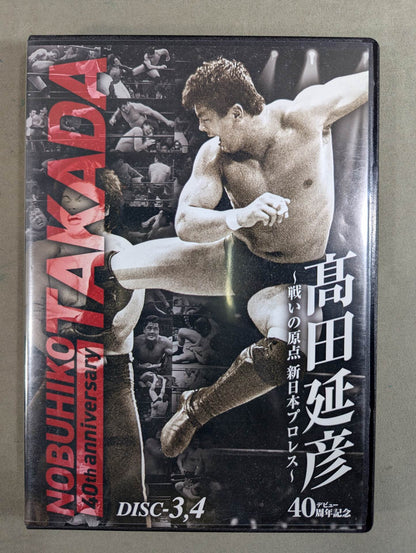 NOBUHIKO TAKADA
40th anniversary
髙田延彦
〜戦いの原点 新日本プロレス〜
デビュー
40周年記念
DISC-3,4